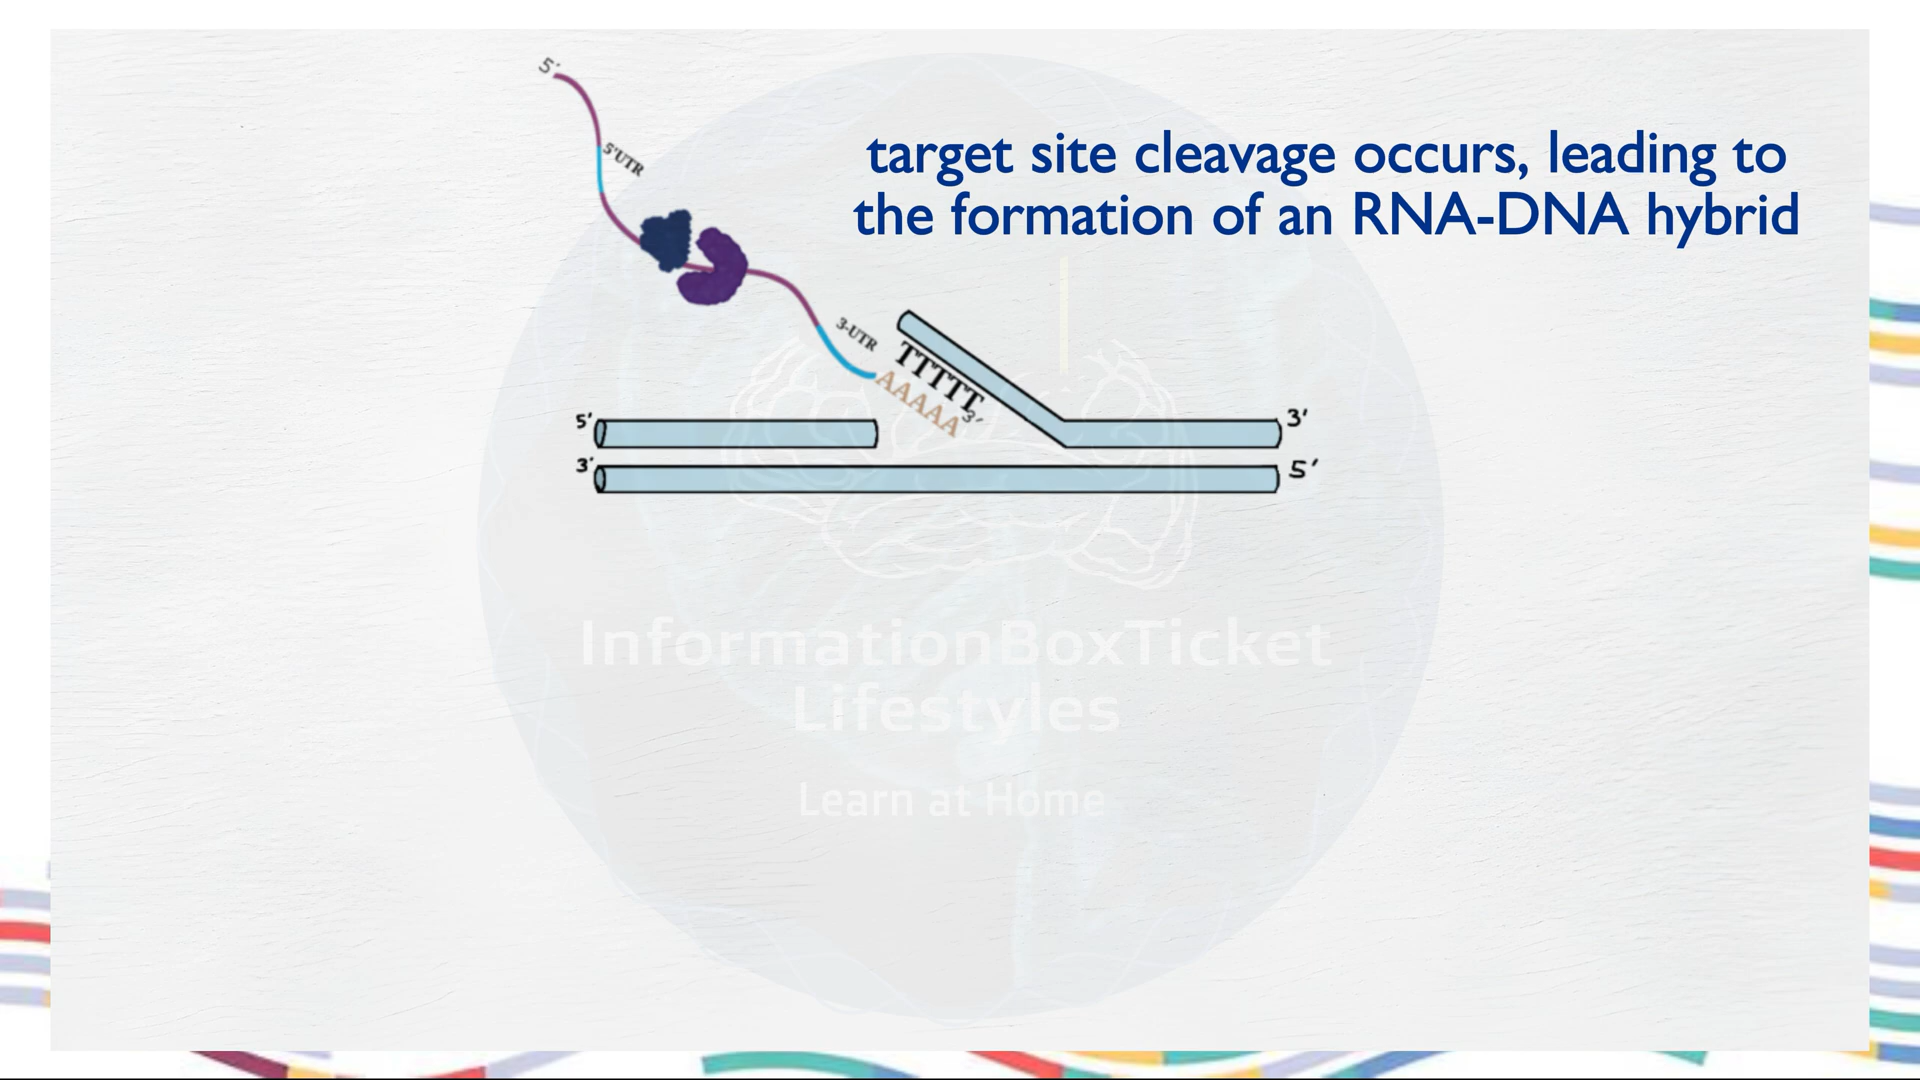 5′
5'UTR
target site cleavage occurs, leading to
the formation of an RNA-DNA hybrid
3-UTR
TTTTT
AAAAA
3′
5′
3′
3′
5′
InformationBoxTicket
Lifestyles
Learn at Home